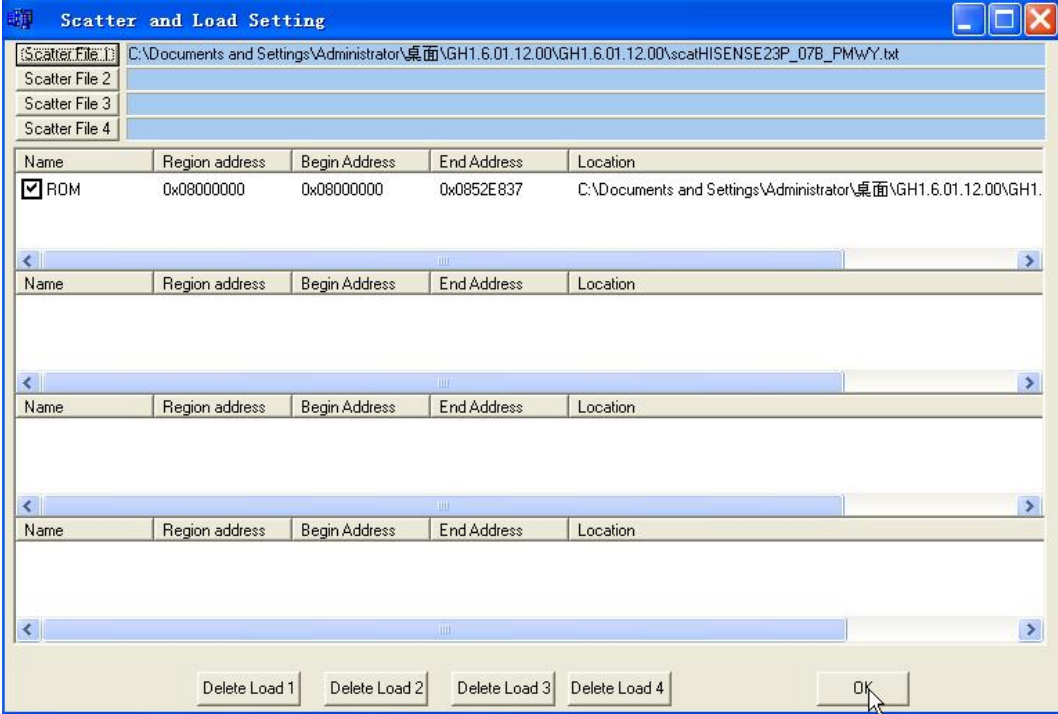 Scatter and Load Setting
Scatter File 1 C:\Documents and Settings\Administrator\桌面\GH1.6.01.12.00\GH1.6.01.12.00\scatHISENSE23P_07B_PMWY.txt
Scatter File 2
Scatter File 3
Scatter File 4
Name Region address Begin Address End Address Location
ROM 0x08000000 0x08000000 0x0852E837 C:\Documents and Settings\Administrator\桌面\GH1.6.01.12.00\GH1.
Name Region address Begin Address End Address Location
Name Region address Begin Address End Address Location
Name Region address Begin Address End Address Location
Delete Load 1 Delete Load 2 Delete Load 3 Delete Load 4 OK